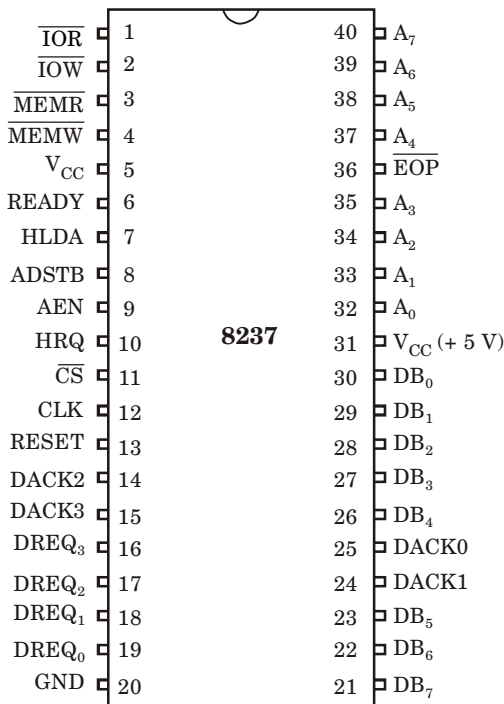 IOR 1 40 A7
IOW 2 39 A6
MEMR 3 38 A5
MEMW 4 37 A4
VCC 5 36 EOP
READY 6 35 A3
HLDA 7 34 A2
ADSTB 8 33 A1
AEN 9 32 A0
HRQ 10 8237 31 VCC (+ 5 V)
CS 11 30 DB0
CLK 12 29 DB1
RESET 13 28 DB2
DACK2 14 27 DB3
DACK3 15 26 DB4
DREQ3 16 25 DACK0
DREQ2 17 24 DACK1
DREQ1 18 23 DB5
DREQ0 19 22 DB6
GND 20 21 DB7